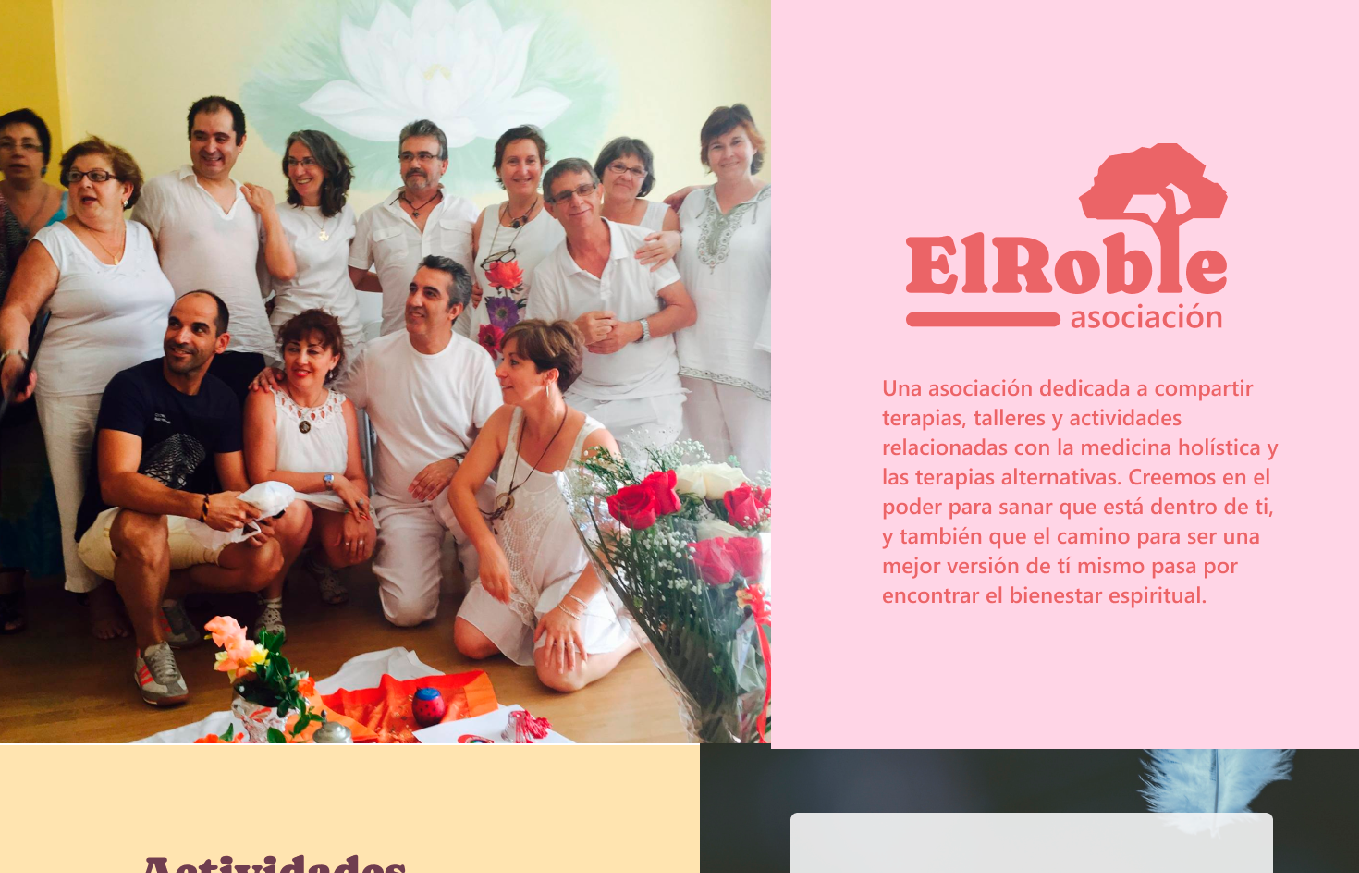 ElRoble
asociación
Una asociación dedicada a compartir
terapias, talleres y actividades
relacionadas con la medicina holística y
las terapias alternativas. Creemos en el
poder para sanar que está dentro de ti,
y también que el camino para ser una
mejor versión de tí mismo pasa por
encontrar el bienestar espiritual.
Actividades